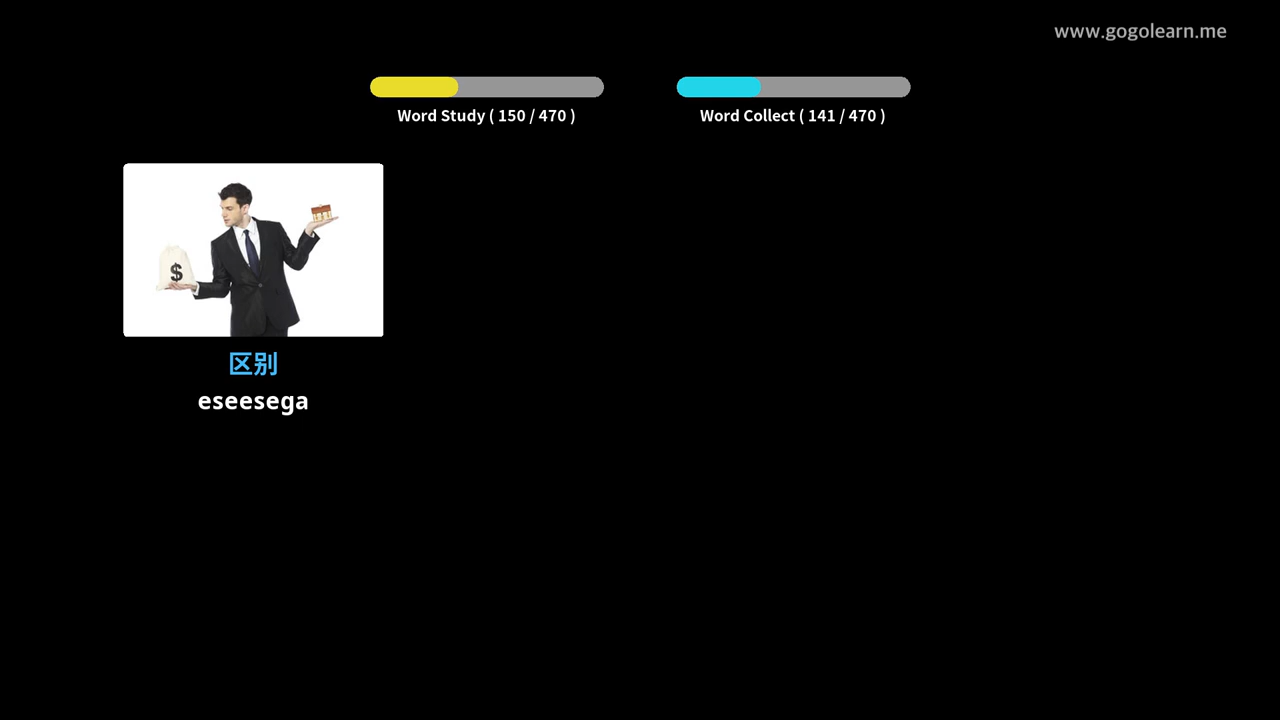 www.gogolearn.me
Word Study ( 150 / 470 )
Word Collect ( 141 / 470 )
$
区别
eseesega